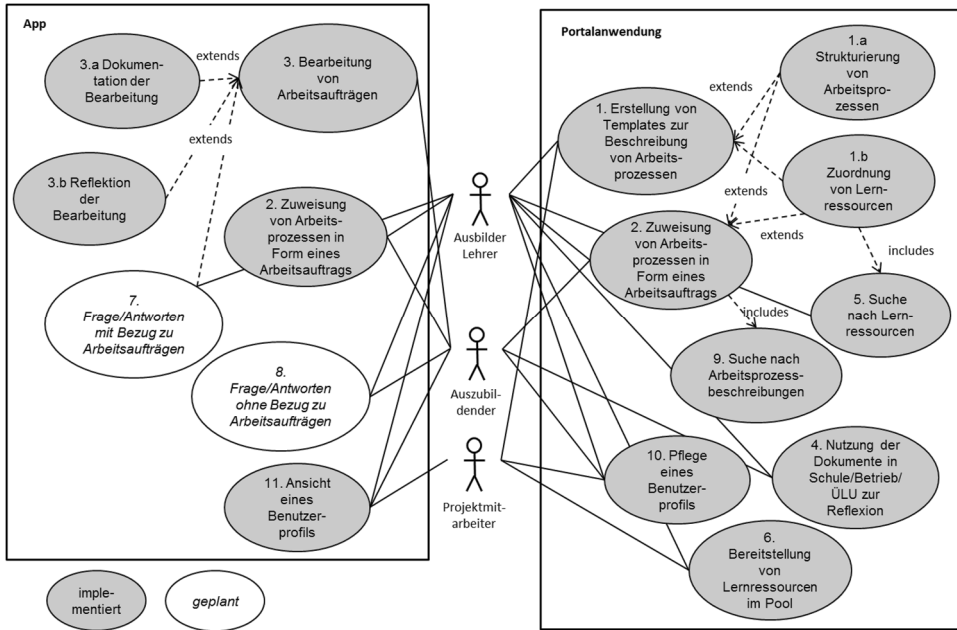 App
3.a Dokumen-
tation der
Bearbeitung
extends
3. Bearbeitung
von
Arbeitsaufträgen
extends
3.b Reflektion
der
Bearbeitung
2. Zuweisung
von Arbeits-
prozessen in
Form eines
Arbeitsauftrags
7.
Frage/Antworten
mit Bezug zu
Arbeitsaufträgen
8.
Frage/Antworten
ohne Bezug zu
Arbeitsaufträgen
11. Ansicht
eines
Benutzer-
profils
Ausbilder
Lehrer
Auszubil-
dender
Projektmit-
arbeiter
Portalanwendung
1.a
Strukturierung
von
Arbeitspro-
zessen
extends
1. Erstellung von
Templates zur
Beschreibung
von Arbeits-
prozessen
1.b
Zuordnung
von Lern-
ressourcen
extends
extends
2. Zuweisung
von Arbeits-
prozessen in
Form eines
Arbeitsauftrags
includes
5. Suche
nach Lern-
ressourcen
includes
9. Suche nach
Arbeitsprozess-
beschreibungen
4. Nutzung der
Dokumente in
Schule/Betrieb/
ÜLU zur
Reflexion
10. Pflege
eines
Benutzer-
profils
6.
Bereitstellung
von
Lernressourcen
im Pool
imple-
mentiert
geplant